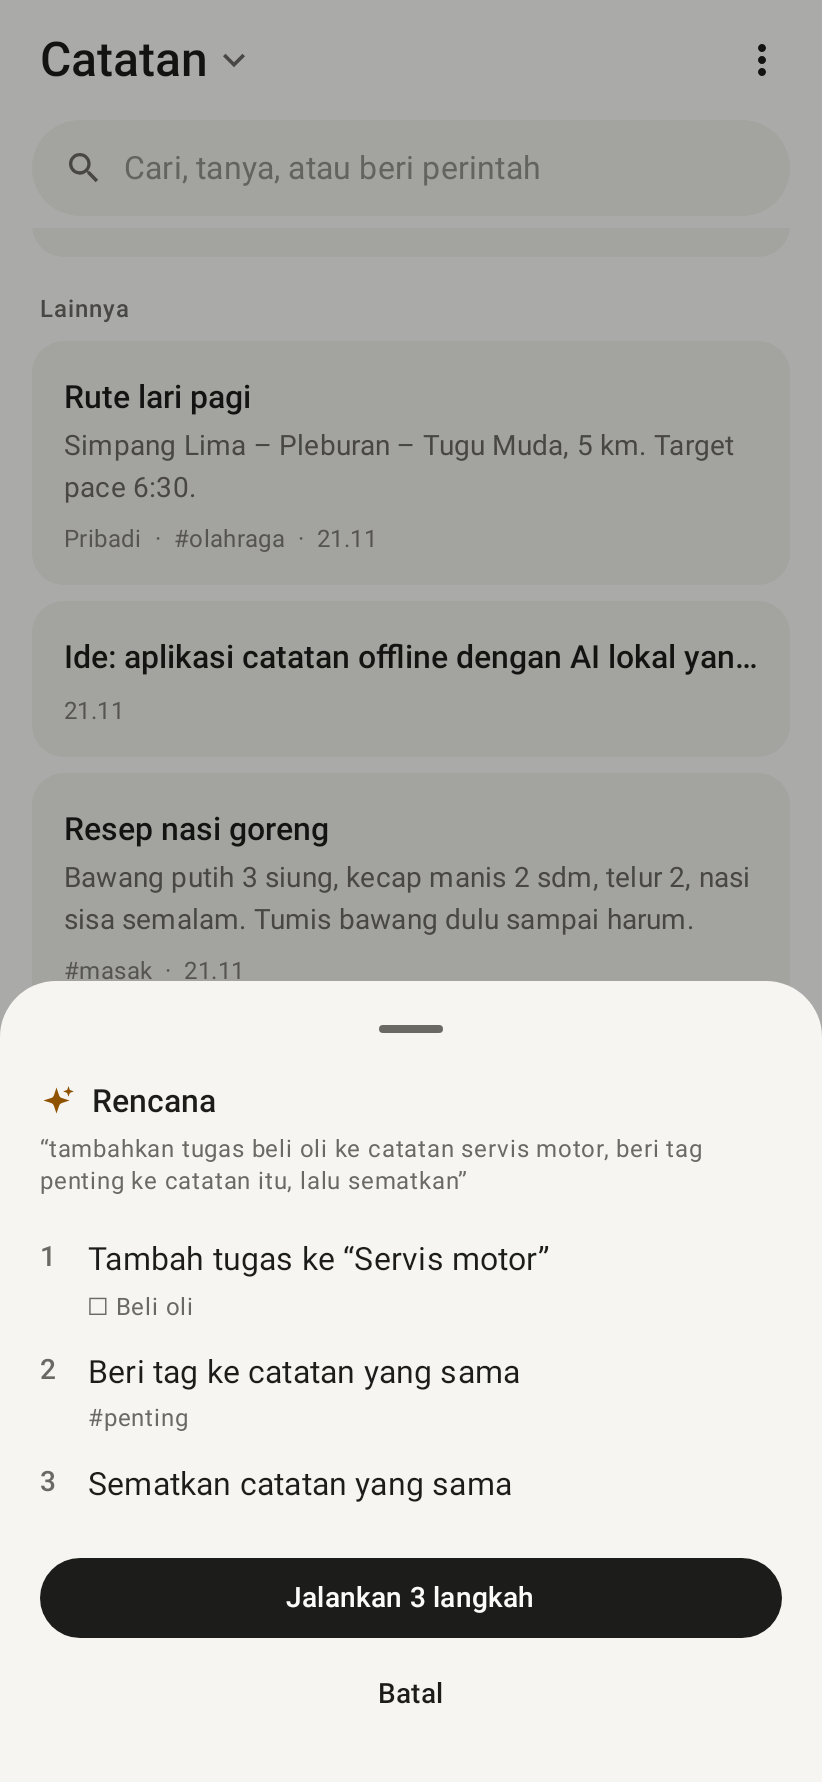 Catatan
Cari, tanya, atau beri perintah
Lainnya
Rute lari pagi
Simpang Lima – Pleburan – Tugu Muda, 5 km. Target
pace 6:30.
Pribadi · #olahraga · 21.11
Ide: aplikasi catatan offline dengan AI lokal yan...
21.11
Resep nasi goreng
Bawang putih 3 siung, kecap manis 2 sdm, telur 2, nasi
sisa semalam. Tumis bawang dulu sampai harum.
#masak · 21.11
Rencana
“tambahkan tugas beli oli ke catatan servis motor, beri tag
penting ke catatan itu, lalu sematkan”
1 Tambah tugas ke “Servis motor”
☐ Beli oli
2 Beri tag ke catatan yang sama
#penting
3 Sematkan catatan yang sama
Jalankan 3 langkah
Batal